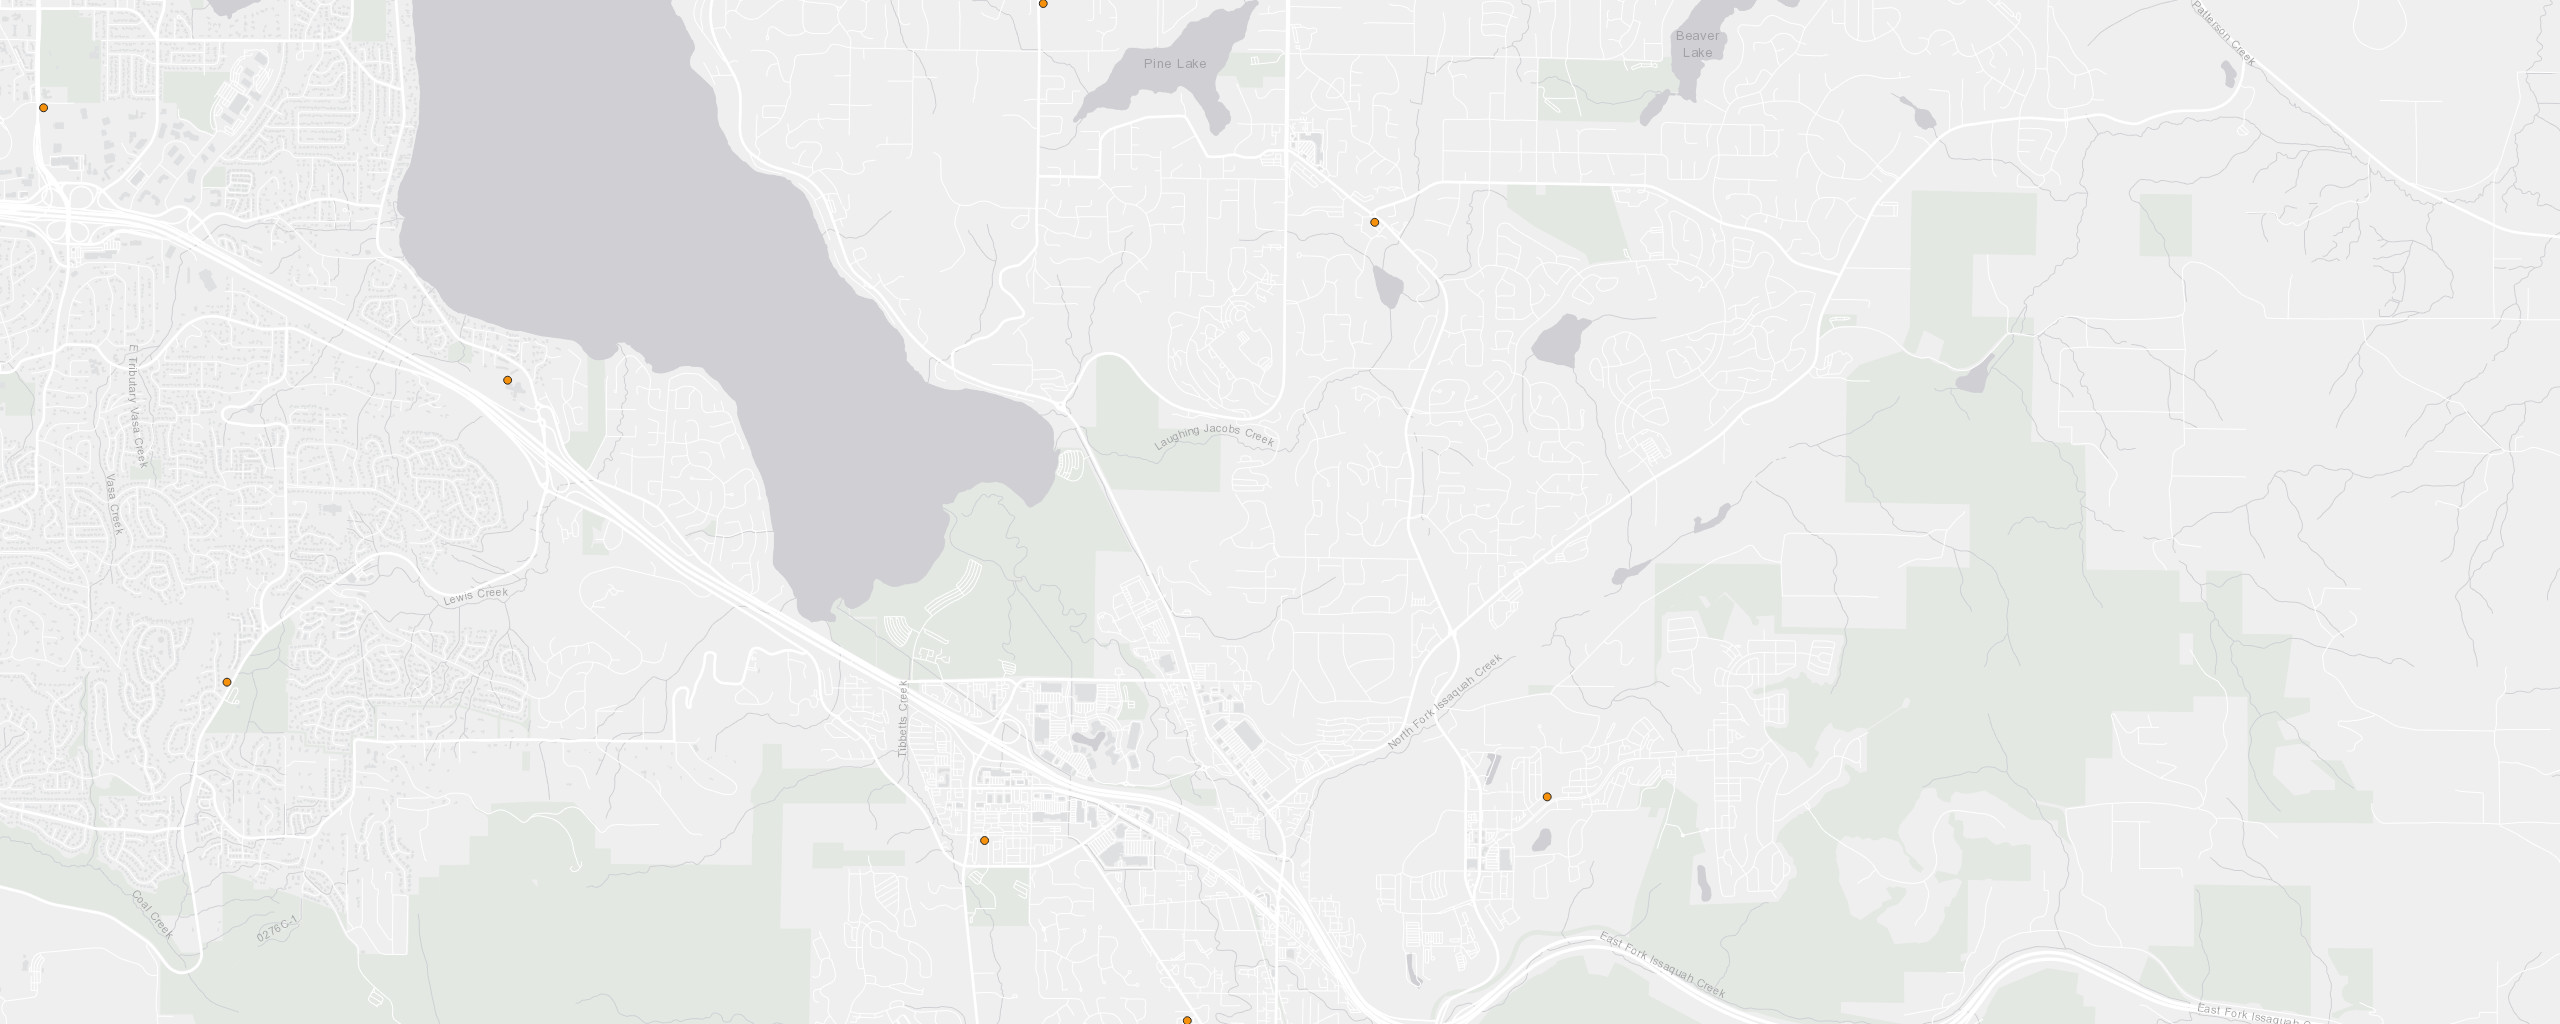 Patterson Creek
Beaver
Lake
Pine Lake
E Tributary Vasa Creek
Laughing Jacobs Creek
Vasa Creek
Lewis Creek
North Fork Issaquah Creek
Tibbetts Creek
Coal Creek
0276C-1
East Fork Issaquah Creek
East Fork Issaquah C